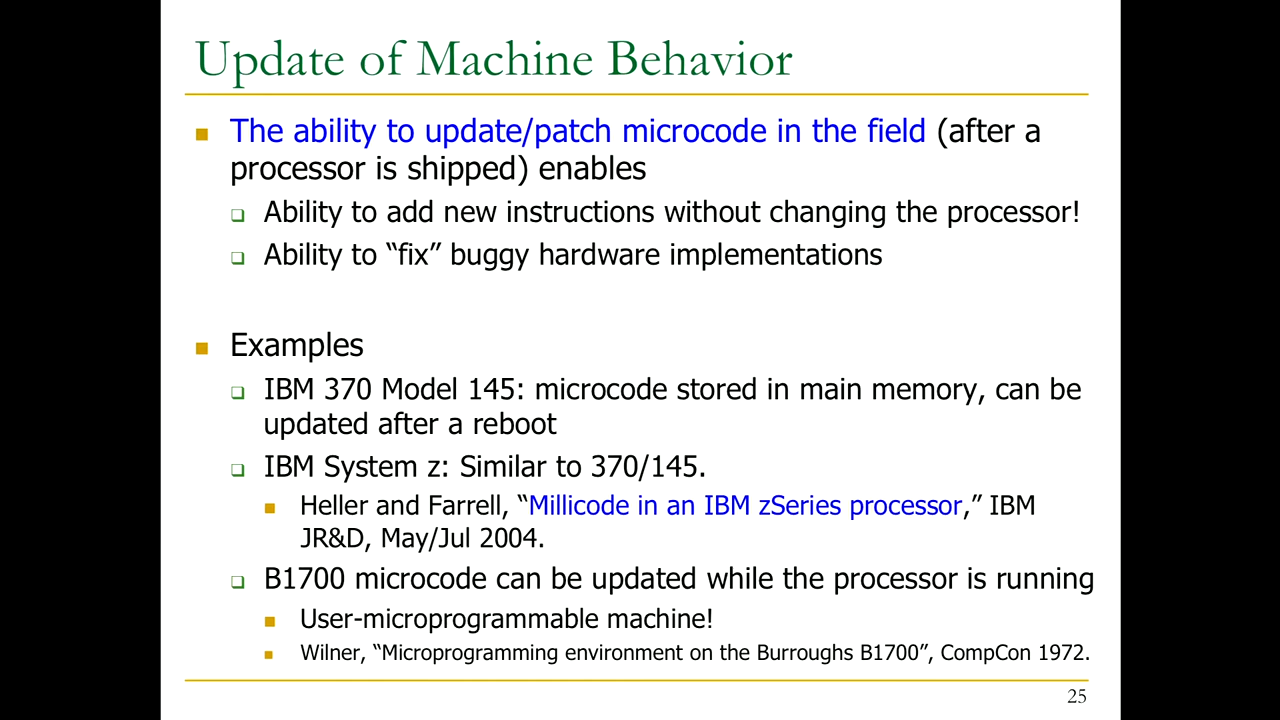 Update of Machine Behavior
The ability to update/patch microcode in the field (after a
processor is shipped) enables
Ability to add new instructions without changing the processor!
Ability to “fix” buggy hardware implementations
Examples
IBM 370 Model 145: microcode stored in main memory, can be
updated after a reboot
IBM System z: Similar to 370/145.
Heller and Farrell, “Millicode in an IBM zSeries processor,” IBM
JR&D, May/Jul 2004.
B1700 microcode can be updated while the processor is running
User-microprogrammable machine!
Wilner, “Microprogramming environment on the Burroughs B1700”, CompCon 1972.
25